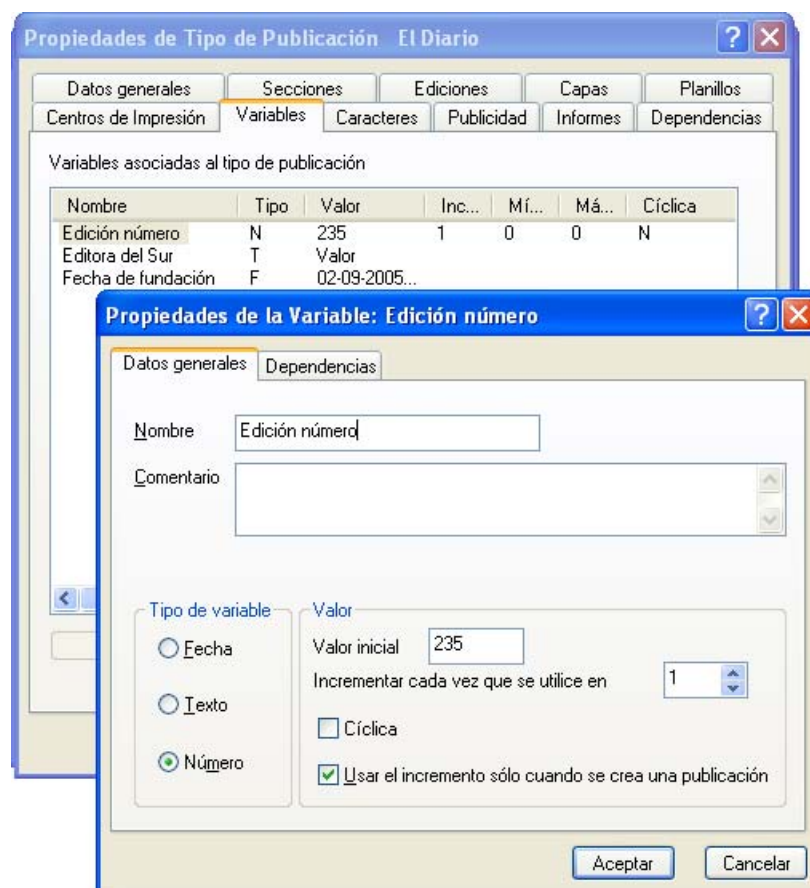 Propiedades de Tipo de Publicación El Diario
Datos generales Secciones Ediciones Capas Planillos
Centros de Impresión Variables Caracteres Publicidad Informes Dependencias
Variables asociadas al tipo de publicación
Nombre Tipo Valor Inc... Mí... Má... Cíclica
Edición número N 235 1 0 0 N
Editora del Sur T Valor
Fecha de fundación F 02-09-2005...
Propiedades de la Variable: Edición número
Datos generales Dependencias
Nombre Edición número
Comentario
Tipo de variable Valor
Fecha Valor inicial 235
Incrementar cada vez que se utilice en 1
Texto
Cíclica
Número
Usar el incremento sólo cuando se crea una publicación
Aceptar Cancelar